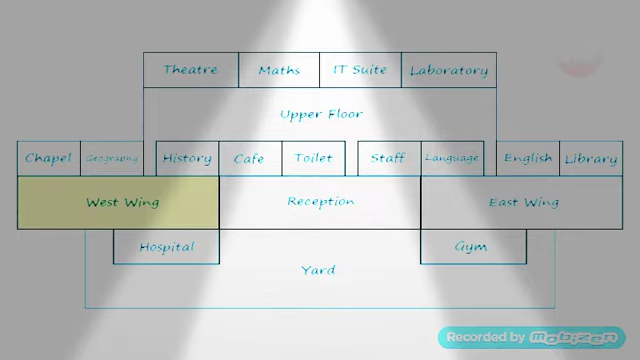 Theatre Maths IT Suite Laboratory
Upper Floor
Chapel Geography History Cafe Toilet Staff Language English Library
West Wing Reception East Wing
Hospital Gym
Yard
Recorded by mobizen